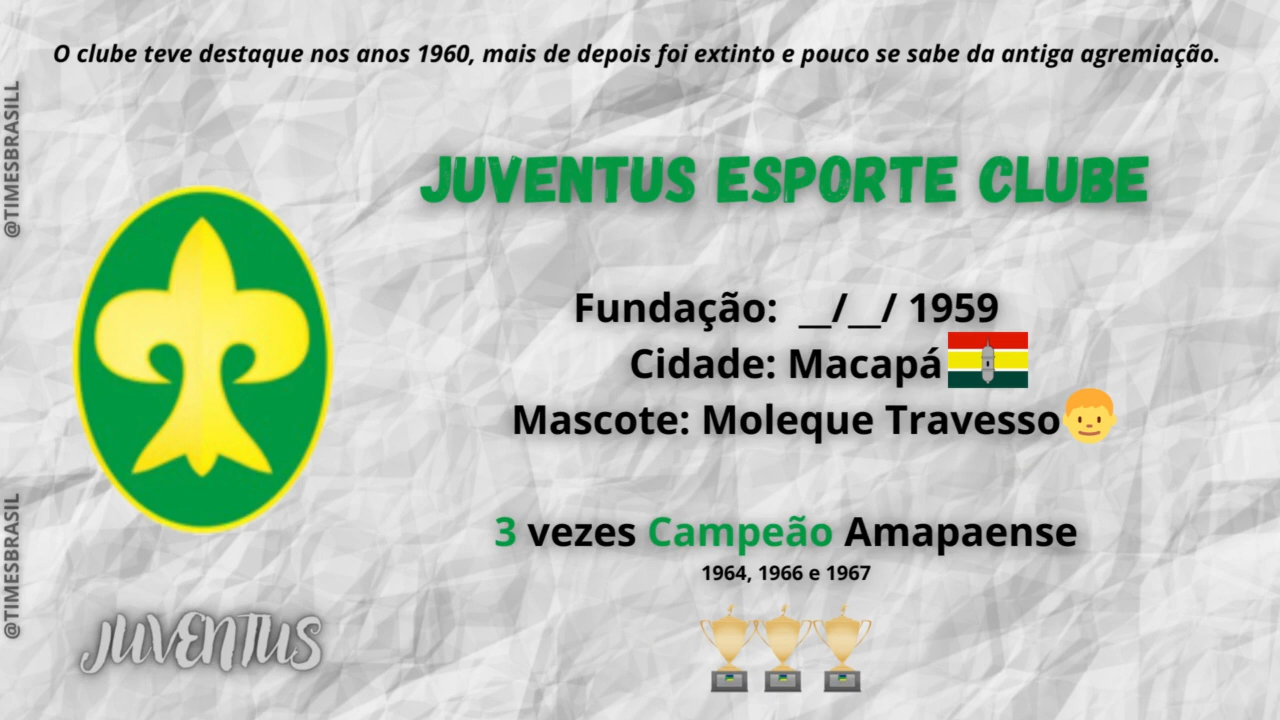 O clube teve destaque nos anos 1960, mais de depois foi extinto e pouco se sabe da antiga agremiação.
@TIMESBRASILL
JUVENTUS ESPORTE CLUBE
Fundação: __/__/ 1959
Cidade: Macapá
Mascote: Moleque Travesso
3 vezes Campeão Amapaense
1964, 1966 e 1967
@TIMESBRASIL
JUVENTUS